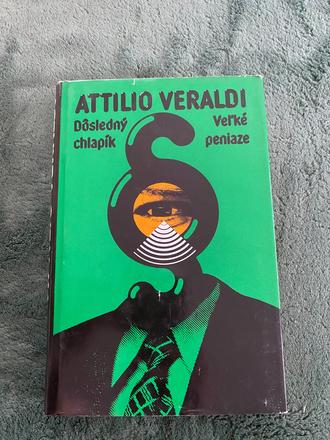 ATTILIO VERALDI
Dôsledný
chlapík
Veľké
peniaze